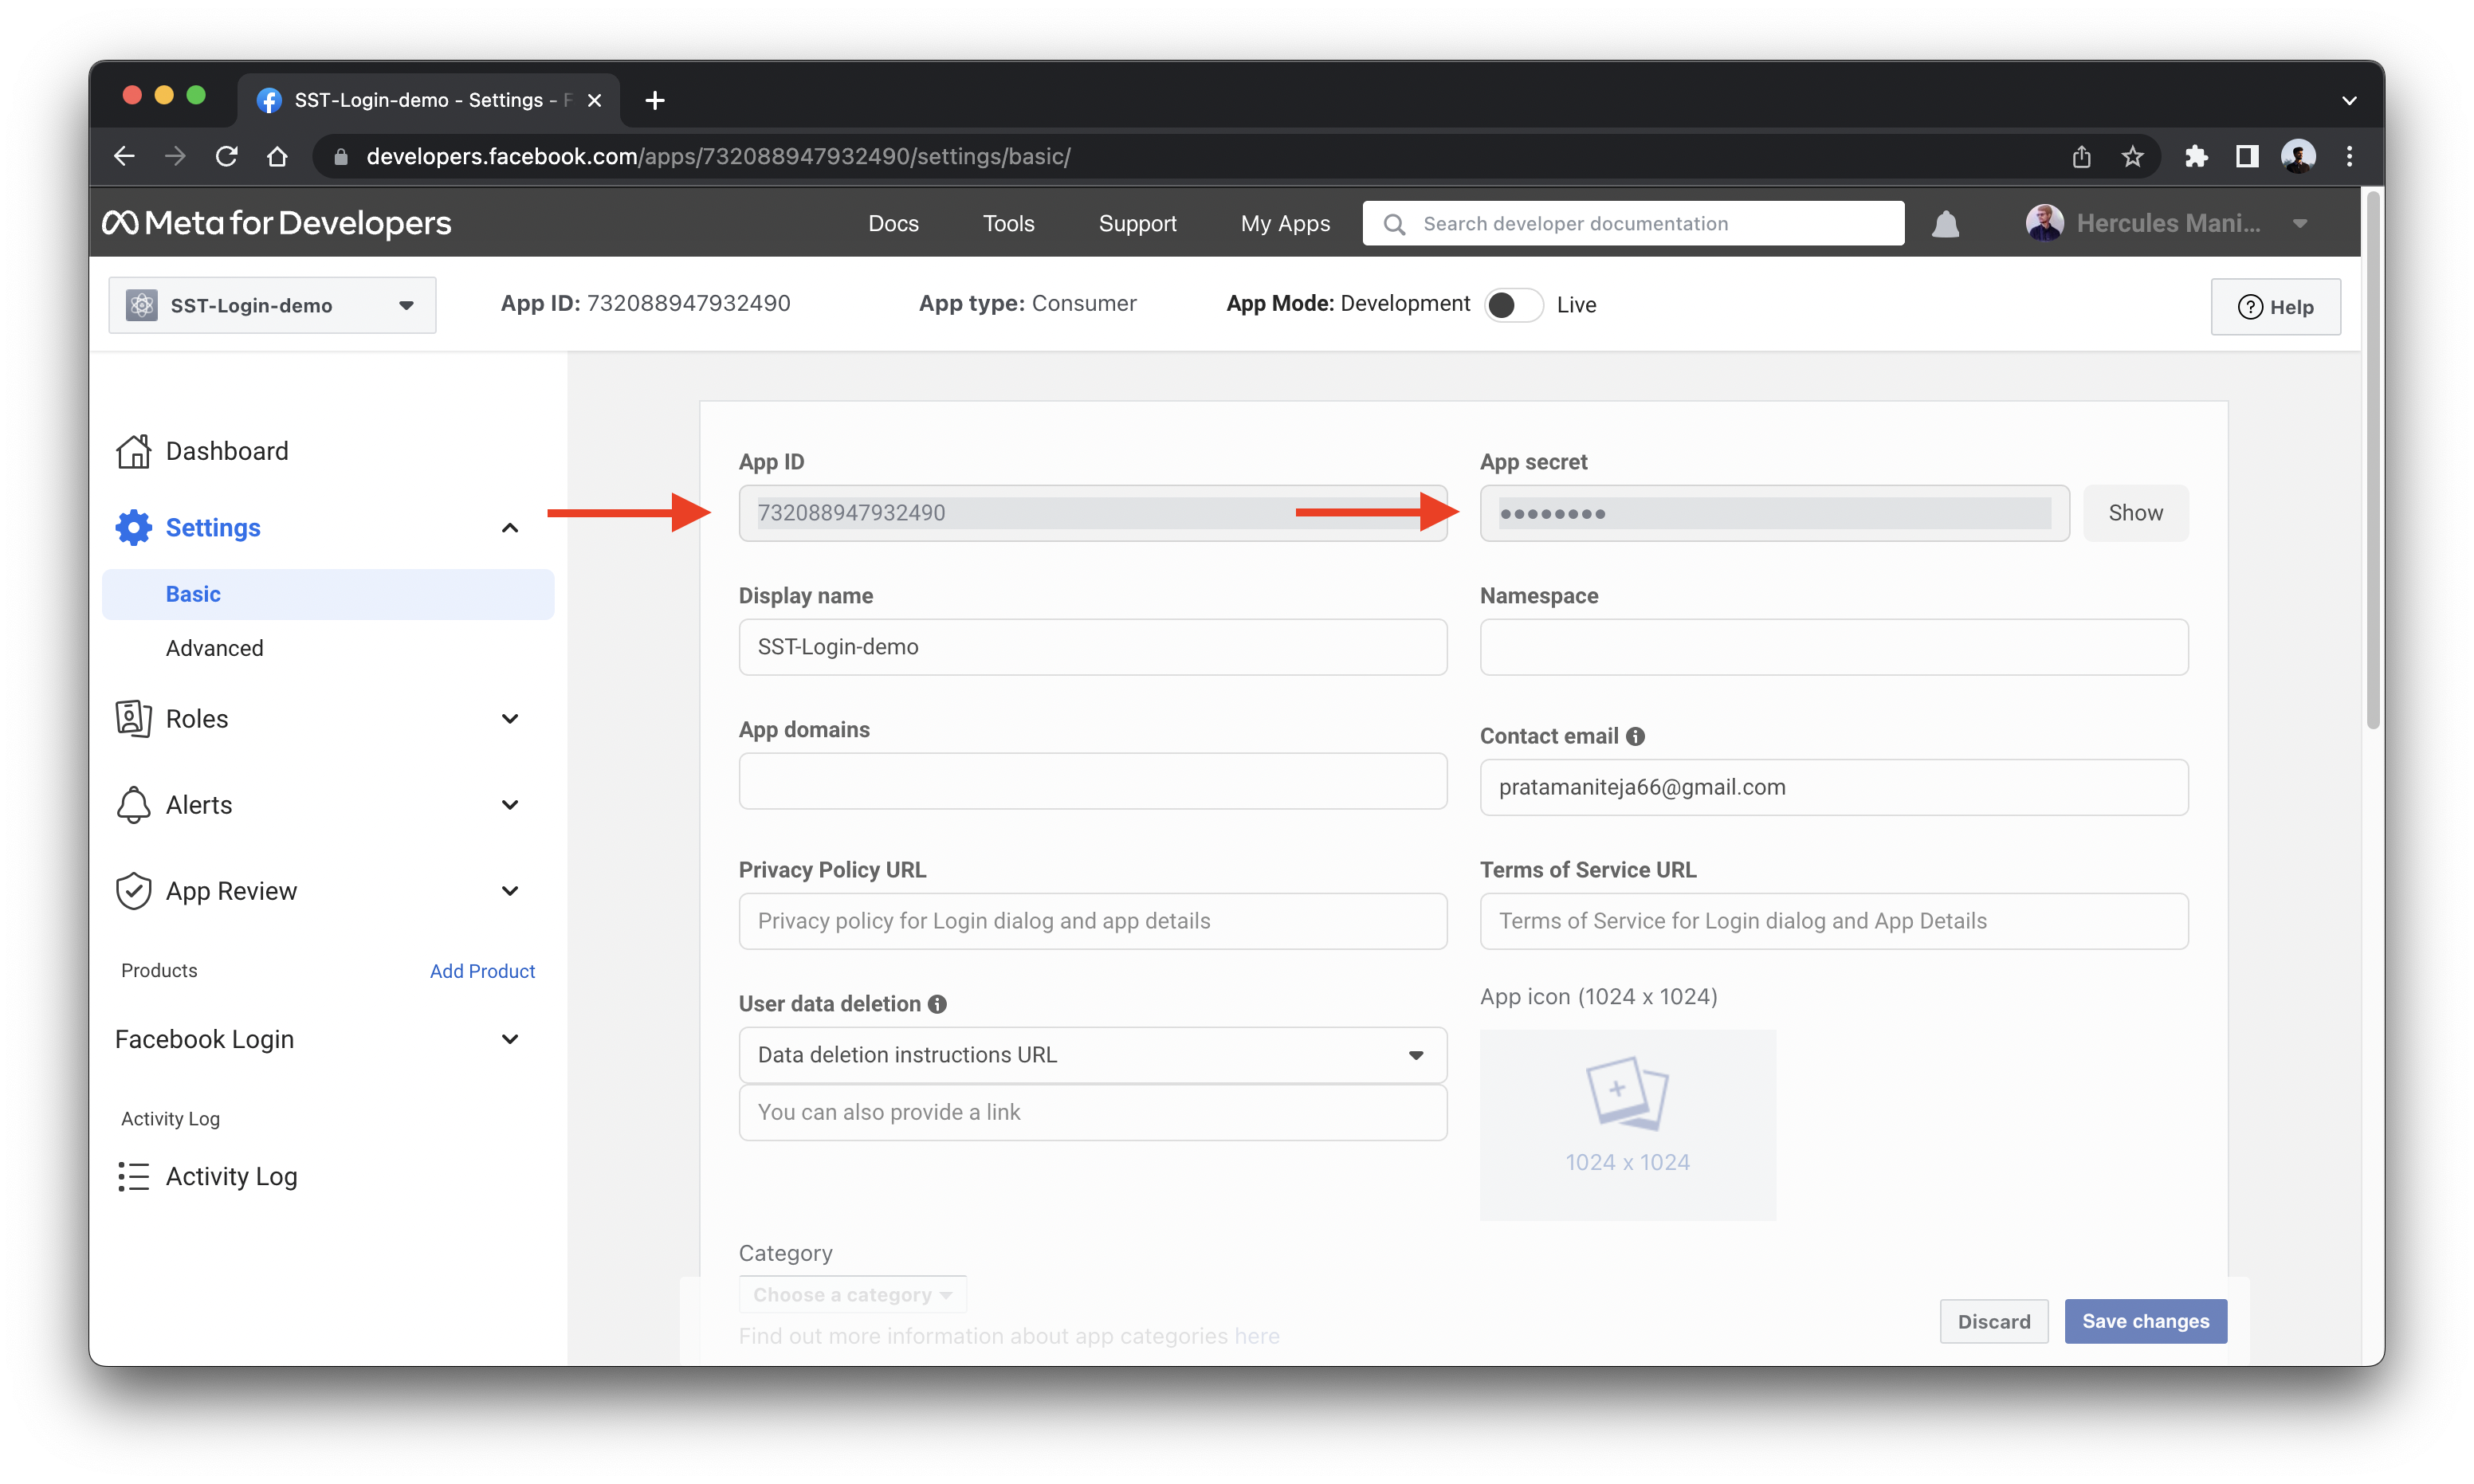 SST-Login-demo - Settings - F
developers.facebook.com/apps/732088947932490/settings/basic/
Meta for Developers
Docs Tools Support My Apps Search developer documentation Hercules Mani...
SST-Login-demo App ID: 732088947932490 App type: Consumer App Mode: Development Live Help
Dashboard
Settings
Basic
Advanced
Roles
Alerts
App Review
Products Add Product
Facebook Login
Activity Log
Activity Log
App ID
732088947932490
App secret
●●●●●●●●
Show
Display name
SST-Login-demo
Namespace
App domains
Contact email
pratamaniteja66@gmail.com
Privacy Policy URL
Privacy policy for Login dialog and app details
Terms of Service URL
Terms of Service for Login dialog and App Details
User data deletion
Data deletion instructions URL
You can also provide a link
App icon (1024 x 1024)
1024 x 1024
Category
Choose a category
Find out more information about app categories here
Discard Save changes